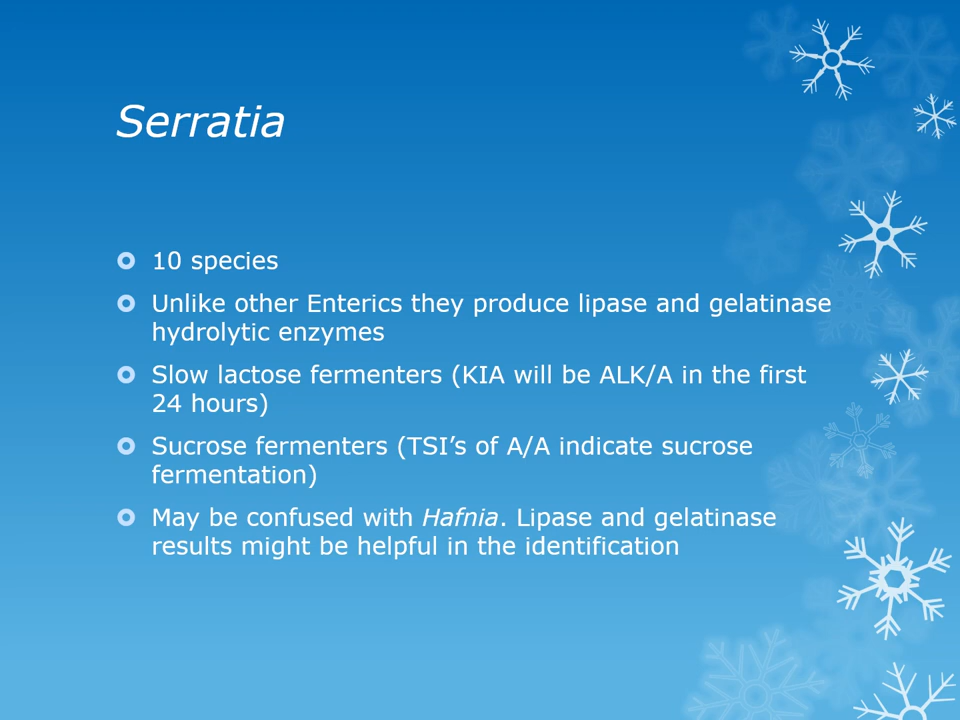 Serratia
10 species
Unlike other Enterics they produce lipase and gelatinase
hydrolytic enzymes
Slow lactose fermenters (KIA will be ALK/A in the first
24 hours)
Sucrose fermenters (TSI’s of A/A indicate sucrose
fermentation)
May be confused with Hafnia. Lipase and gelatinase
results might be helpful in the identification